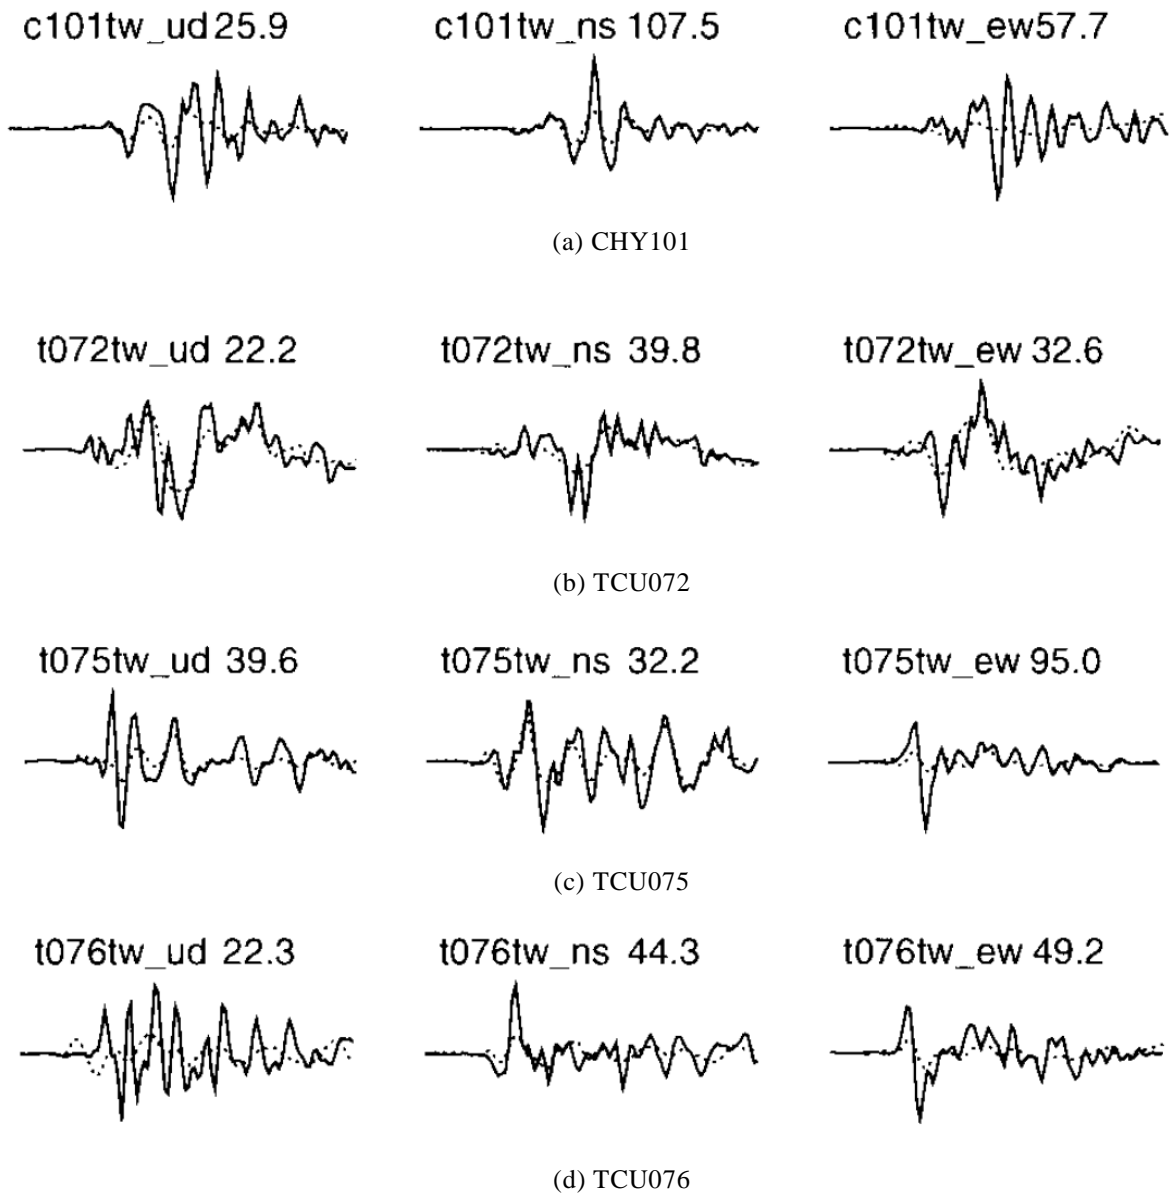 c101tw_ud 25.9 c101tw_ns 107.5 c101tw_ew 57.7
(a) CHY101
t072tw_ud 22.2 t072tw_ns 39.8 t072tw_ew 32.6
(b) TCU072
t075tw_ud 39.6 t075tw_ns 32.2 t075tw_ew 95.0
(c) TCU075
t076tw_ud 22.3 t076tw_ns 44.3 t076tw_ew 49.2
(d) TCU076